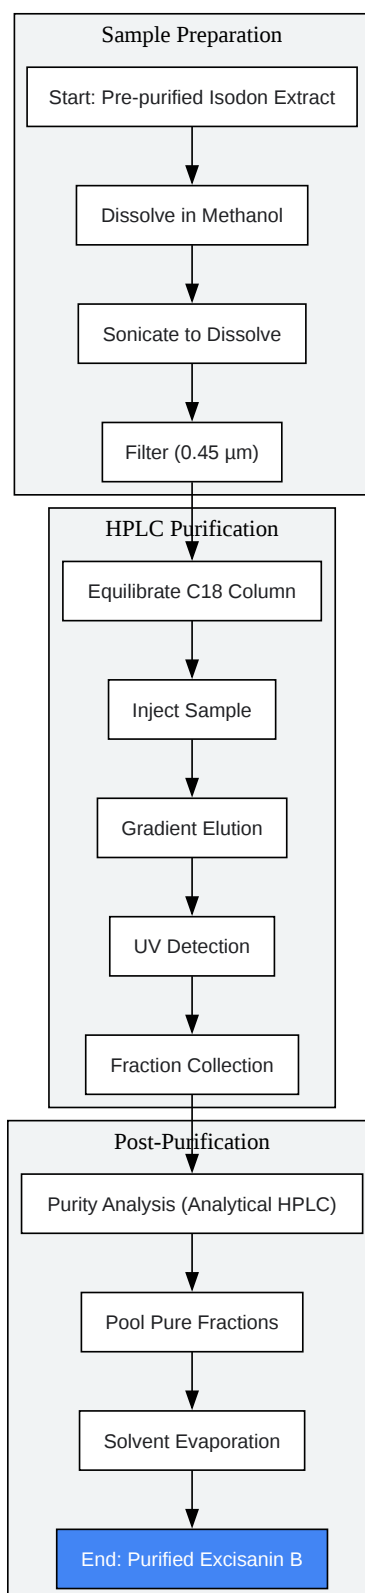 Sample Preparation
Start: Pre-purified Isodon Extract
Dissolve in Methanol
Sonicate to Dissolve
Filter (0.45 µm)
HPLC Purification
Equilibrate C18 Column
Inject Sample
Gradient Elution
UV Detection
Fraction Collection
Post-Purification
Purity Analysis (Analytical HPLC)
Pool Pure Fractions
Solvent Evaporation
End: Purified Excisanin B